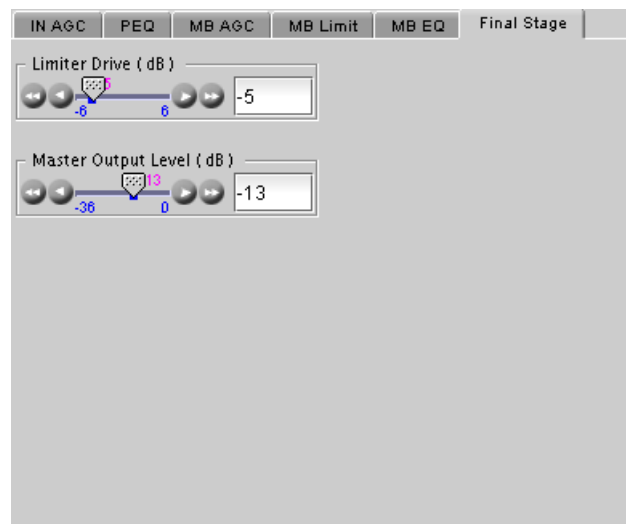 IN AGC PEQ MB AGC MB Limit MB EQ Final Stage
Limiter Drive ( dB )
5
-6 6
-5
Master Output Level ( dB )
13
-36 0
-13